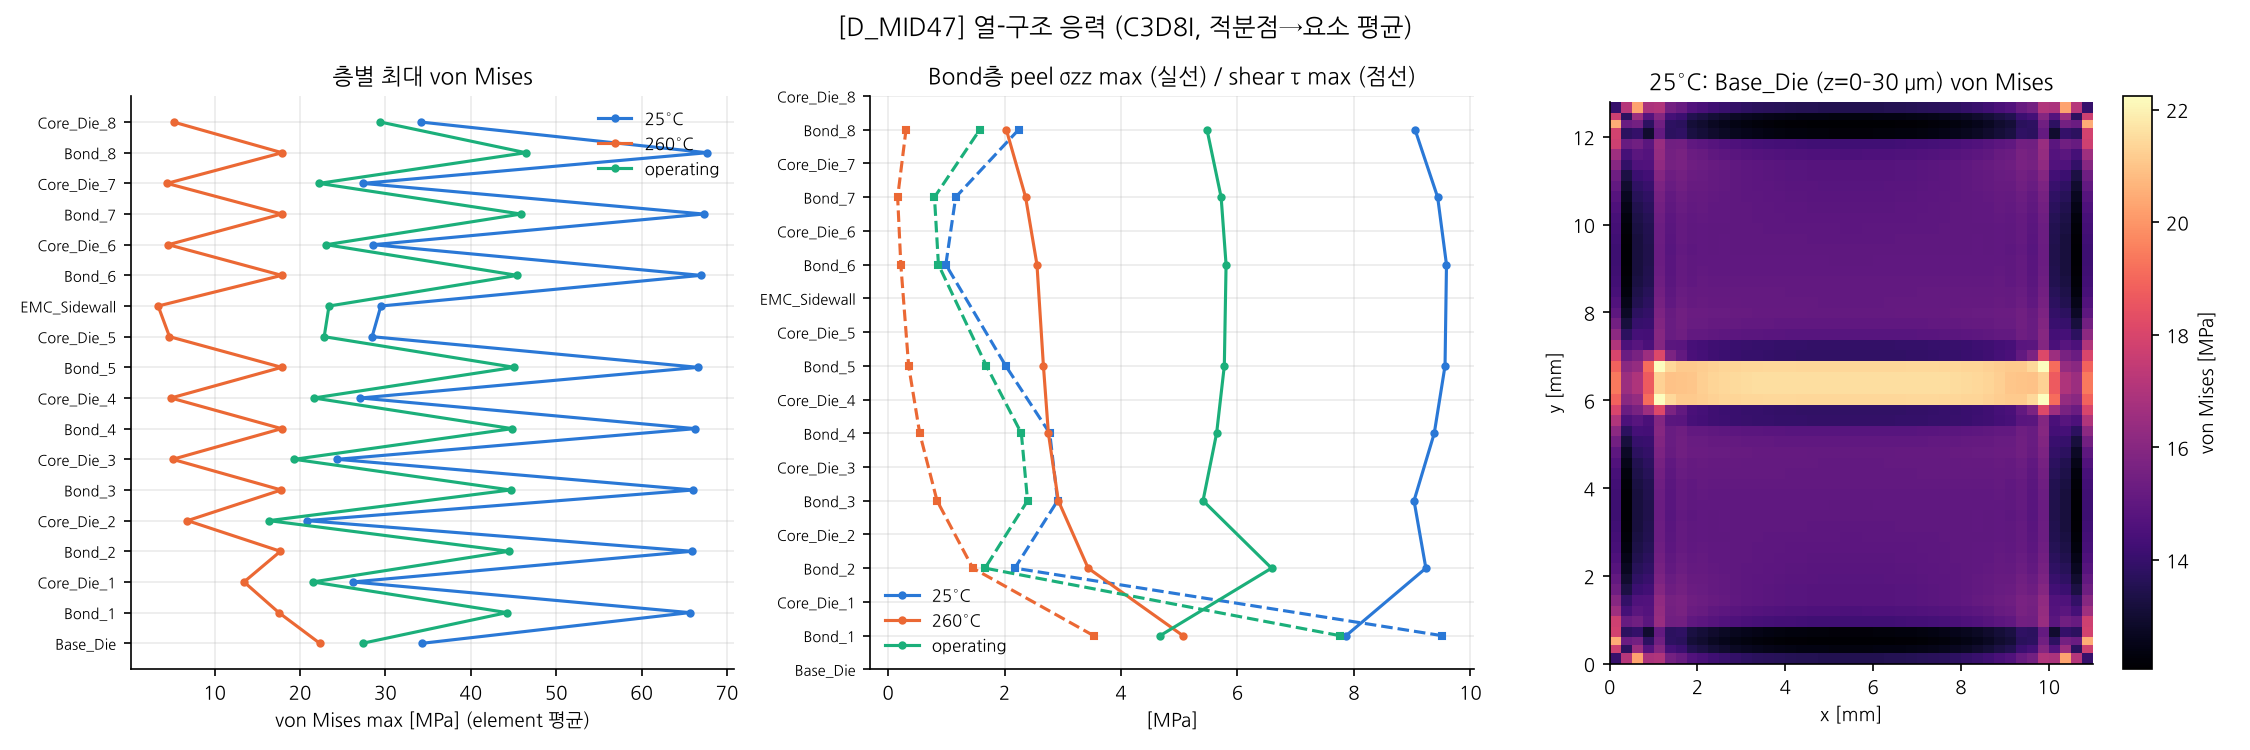 [D_MID47] 열-구조 응력 (C3D8I, 적분점→요소 평균)
층별 최대 von Mises
Core_Die_8
Bond_8
Core_Die_7
Bond_7
Core_Die_6
Bond_6
EMC_Sidewall
Core_Die_5
Bond_5
Core_Die_4
Bond_4
Core_Die_3
Bond_3
Core_Die_2
Bond_2
Core_Die_1
Bond_1
Base_Die
25°C
260°C
operating
10 20 30 40 50 60 70
von Mises max [MPa] (element 평균)
Bond층 peel σzz max (실선) / shear τ max (점선)
Core_Die_8
Bond_8
Core_Die_7
Bond_7
Core_Die_6
Bond_6
EMC_Sidewall
Core_Die_5
Bond_5
Core_Die_4
Bond_4
Core_Die_3
Bond_3
Core_Die_2
Bond_2
Core_Die_1
Bond_1
Base_Die
25°C
260°C
operating
0 2 4 6 8 10
[MPa]
25°C: Base_Die (z=0-30 μm) von Mises
y [mm]
12
10
8
6
4
2
0
0 2 4 6 8 10
x [mm]
22
20
18
16
14
von Mises [MPa]